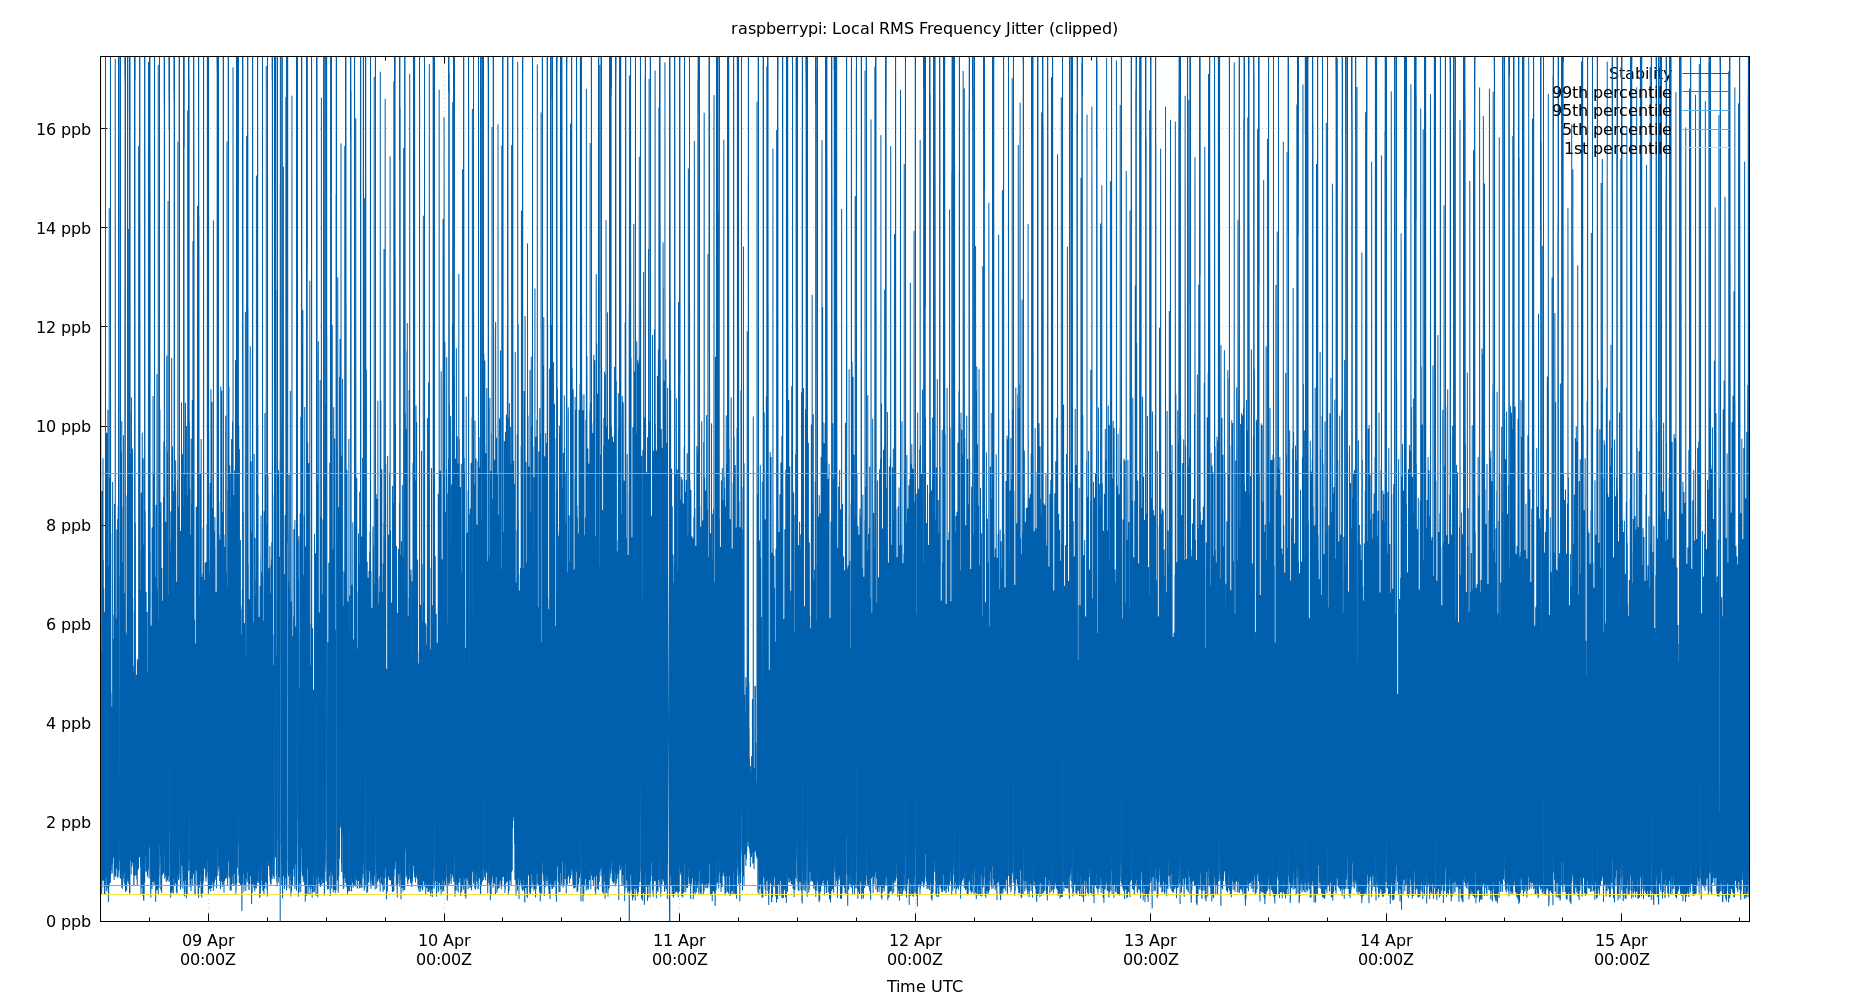 raspberrypi: Local RMS Frequency Jitter (clipped)
Stability
99th percentile
95th percentile
5th percentile
1st percentile
16 ppb
14 ppb
12 ppb
10 ppb
8 ppb
6 ppb
4 ppb
2 ppb
0 ppb
09 Apr 10 Apr 11 Apr 12 Apr 13 Apr 14 Apr 15 Apr
00:00Z 00:00Z 00:00Z 00:00Z 00:00Z 00:00Z 00:00Z
Time UTC